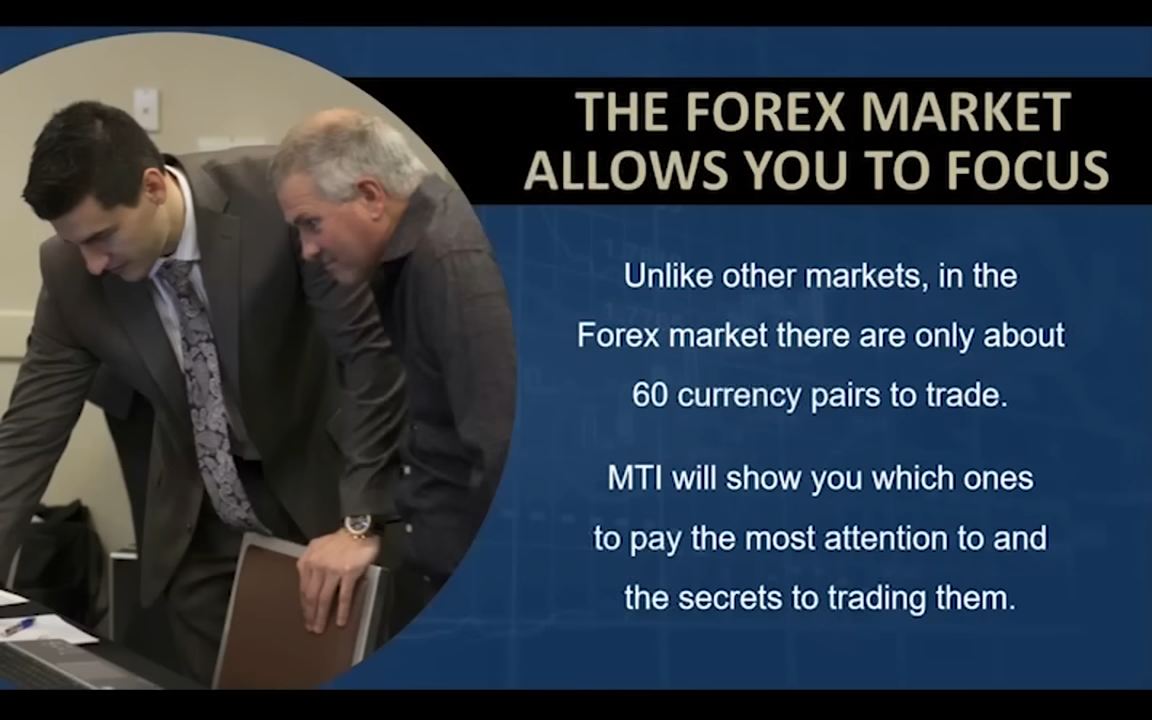 THE FOREX MARKET
ALLOWS YOU TO FOCUS
Unlike other markets, in the
Forex market there are only about
60 currency pairs to trade.
MTI will show you which ones
to pay the most attention to and
the secrets to trading them.